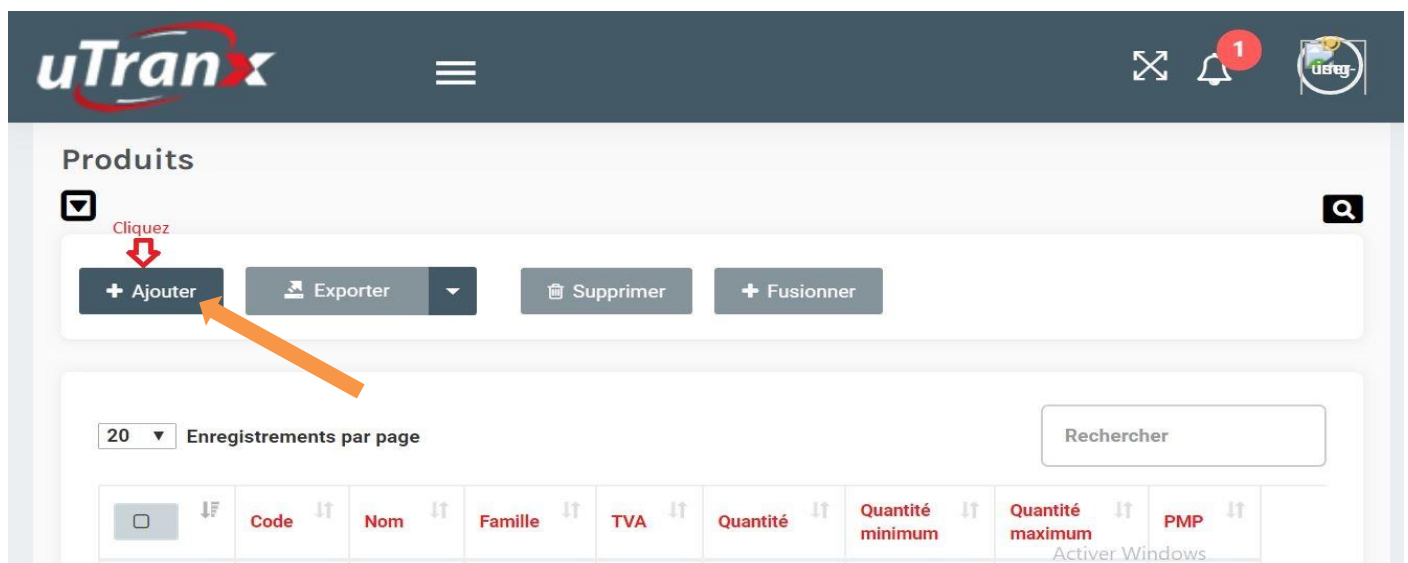 uTranx
1
Produits
Cliquez
+ Ajouter
Exporter
Supprimer
+ Fusionner
20 Enregistrements par page
Rechercher
Code Nom Famille TVA Quantité Quantité minimum Quantité maximum PMP
Activer Windows